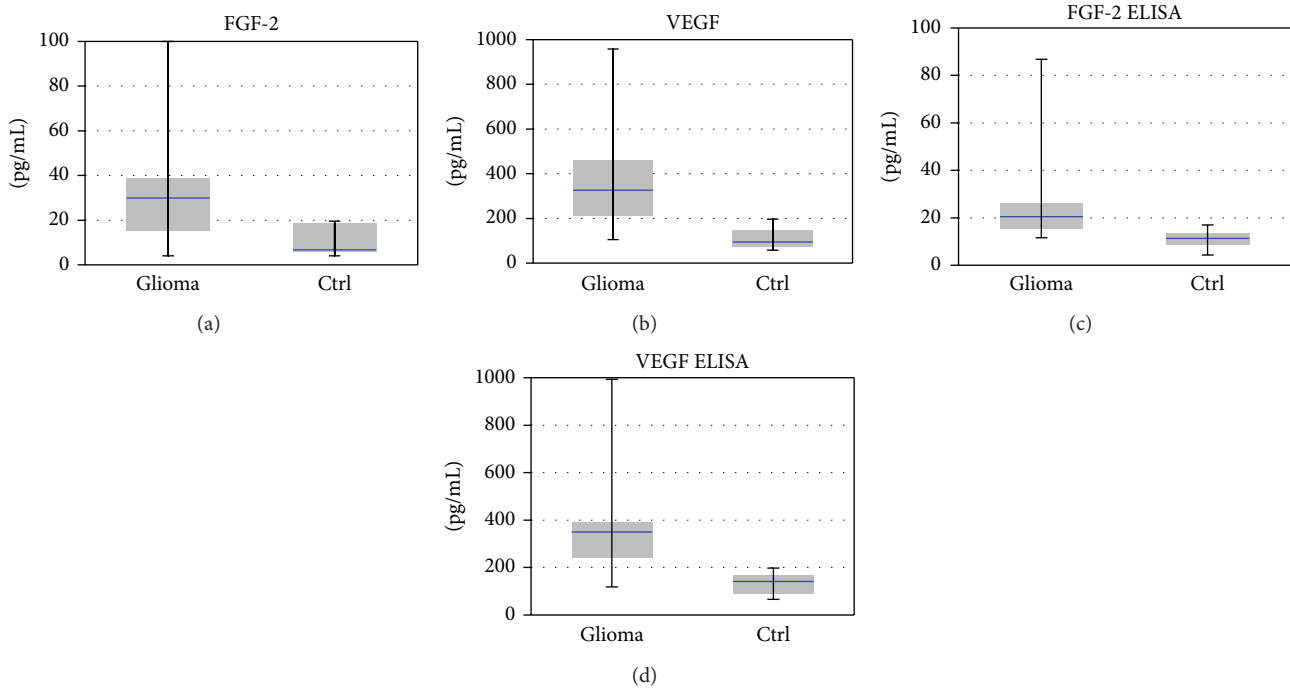 FGF-2
100
80
60
40
20
0
(pg/mL)
Glioma Ctrl
(a)
VEGF
1000
800
600
400
200
0
(pg/mL)
Glioma Ctrl
(b)
FGF-2 ELISA
100
80
60
40
20
0
(pg/mL)
Glioma Ctrl
(c)
VEGF ELISA
1000
800
600
400
200
0
(pg/mL)
Glioma Ctrl
(d)